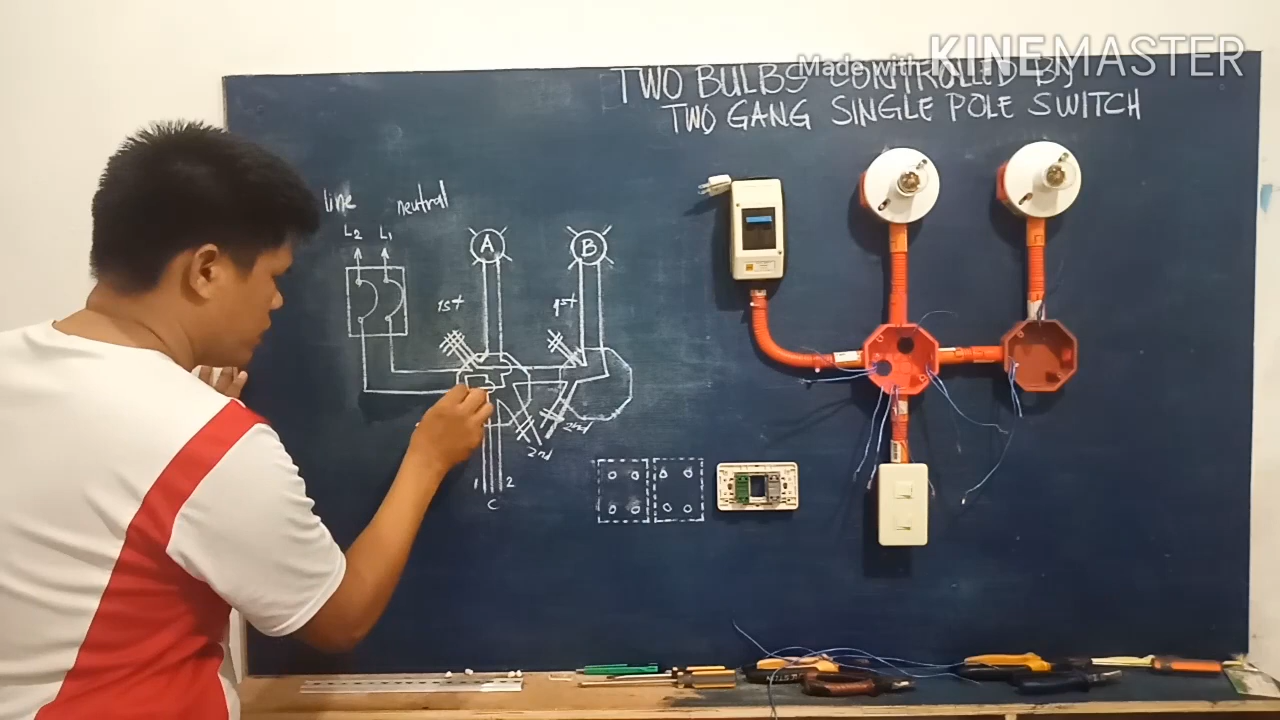 Made with KINEMASTER
TWO BULBS CONTROLLED BY
TWO GANG SINGLE POLE SWITCH
line neutral
L2 L1
A B
1st 1st
2nd 2nd
1 2
C